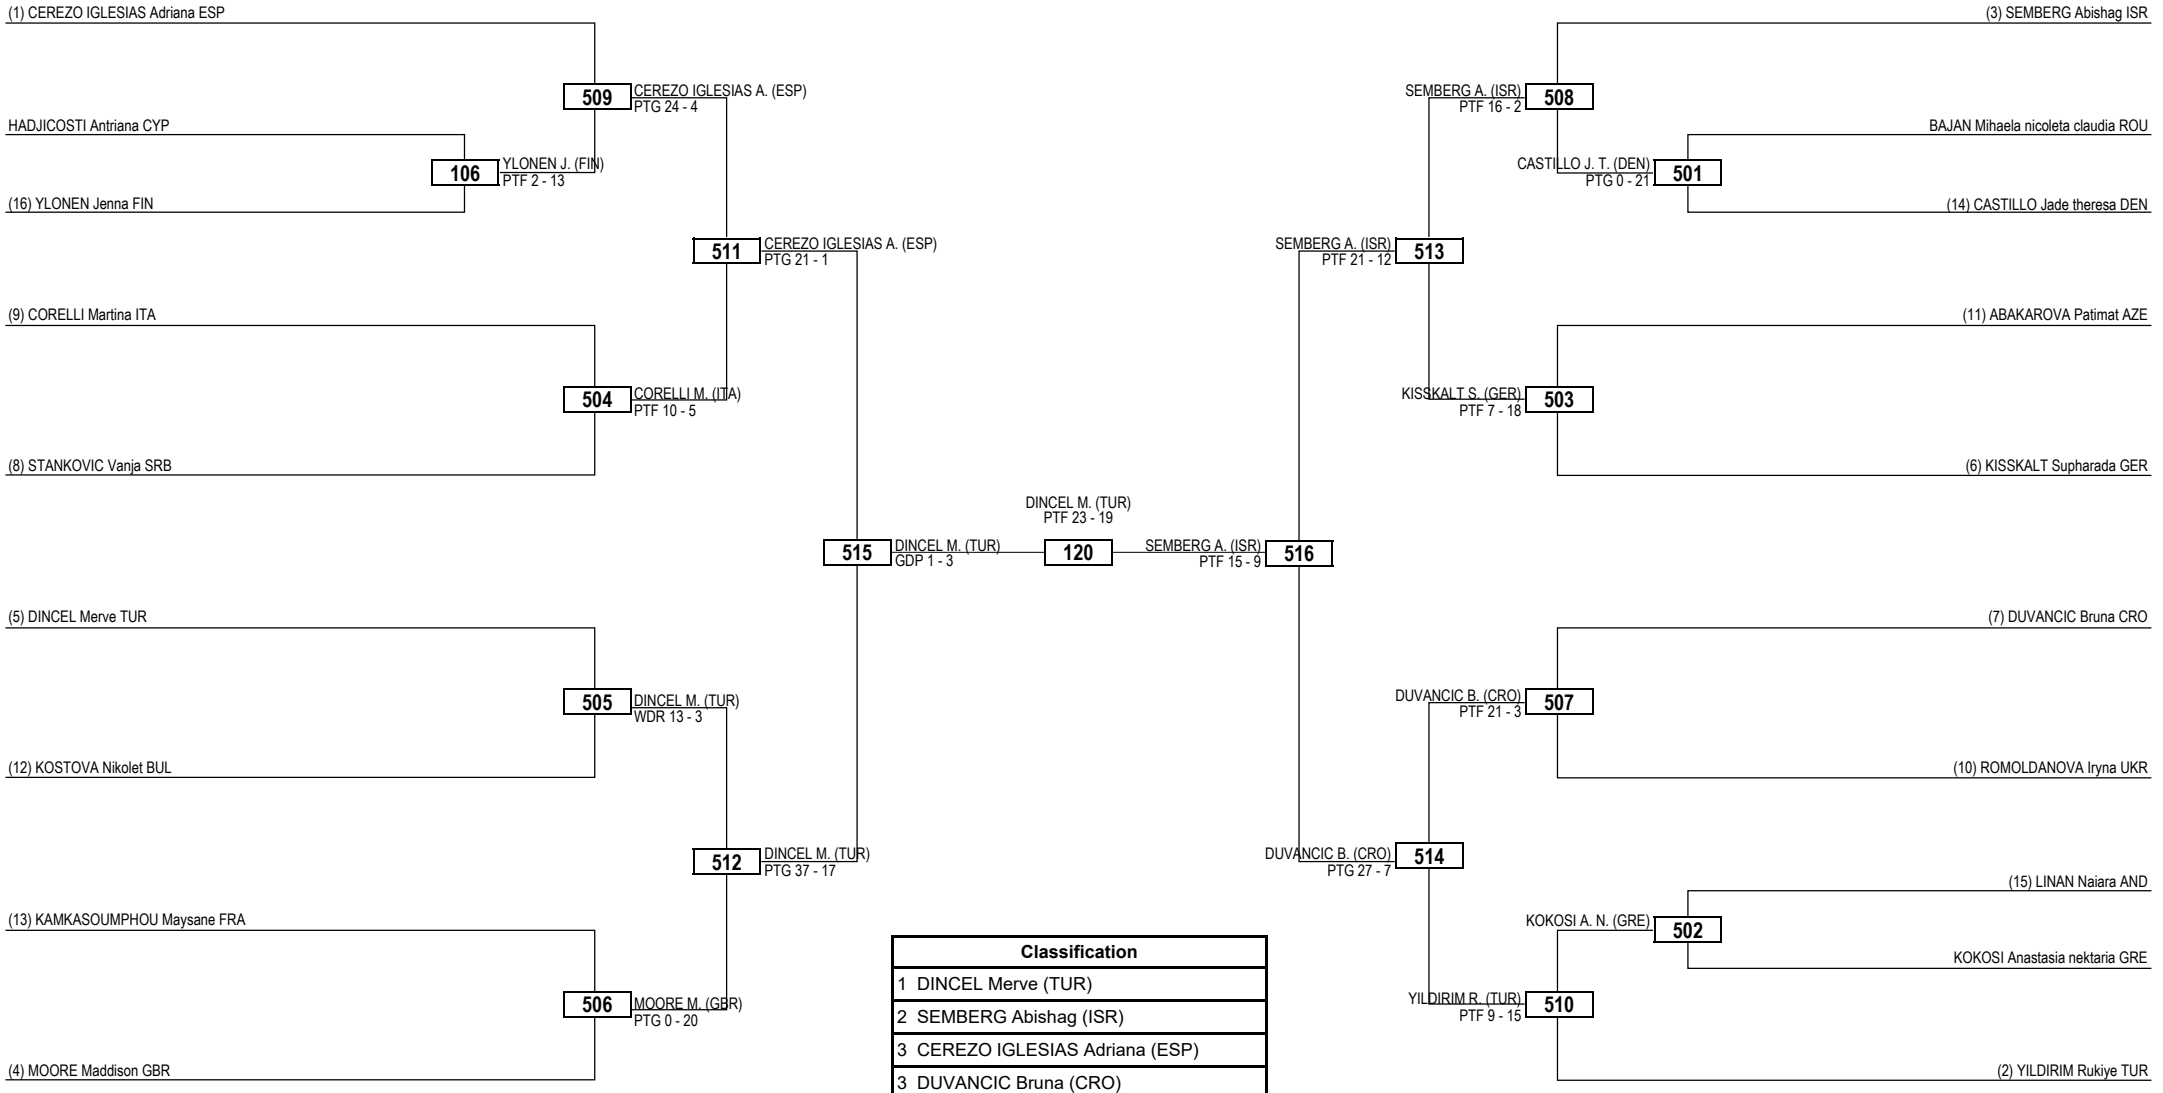 (1) CEREZO IGLESIAS Adriana ESP
HADJICOSTI Antriana CYP
(16) YLONEN Jenna FIN
(9) CORELLI Martina ITA
(8) STANKOVIC Vanja SRB
(5) DINCEL Merve TUR
(12) KOSTOVA Nikolet BUL
(13) KAMKASOUMPHOU Maysane FRA
(4) MOORE Maddison GBR
106
YLONEN J. (FIN)
PTF 2 - 13
509
CEREZO IGLESIAS A. (ESP)
PTG 24 - 4
504
CORELLI M. (ITA)
PTF 10 - 5
505
DINCEL M. (TUR)
WDR 13 - 3
506
MOORE M. (GBR)
PTG 0 - 20
511
CEREZO IGLESIAS A. (ESP)
PTG 21 - 1
512
DINCEL M. (TUR)
PTG 37 - 17
515
DINCEL M. (TUR)
GDP 1 - 3
DINCEL M. (TUR)
PTF 23 - 19
120
SEMBERG A. (ISR)
PTF 15 - 9
516
SEMBERG A. (ISR)
PTF 21 - 12
513
DUVANCIC B. (CRO)
PTG 27 - 7
514
SEMBERG A. (ISR)
PTF 16 - 2
508
KISSKALT S. (GER)
PTF 7 - 18
503
DUVANCIC B. (CRO)
PTF 21 - 3
507
YILDIRIM R. (TUR)
PTF 9 - 15
510
CASTILLO J. T. (DEN)
PTG 0 - 21
501
KOKOSI A. N. (GRE)
502
(3) SEMBERG Abishag ISR
BAJAN Mihaela nicoleta claudia ROU
(14) CASTILLO Jade theresa DEN
(11) ABAKAROVA Patimat AZE
(6) KISSKALT Supharada GER
(7) DUVANCIC Bruna CRO
(10) ROMOLDANOVA Iryna UKR
(15) LINAN Naiara AND
KOKOSI Anastasia nektaria GRE
(2) YILDIRIM Rukiye TUR
Classification
1 DINCEL Merve (TUR)
2 SEMBERG Abishag (ISR)
3 CEREZO IGLESIAS Adriana (ESP)
3 DUVANCIC Bruna (CRO)